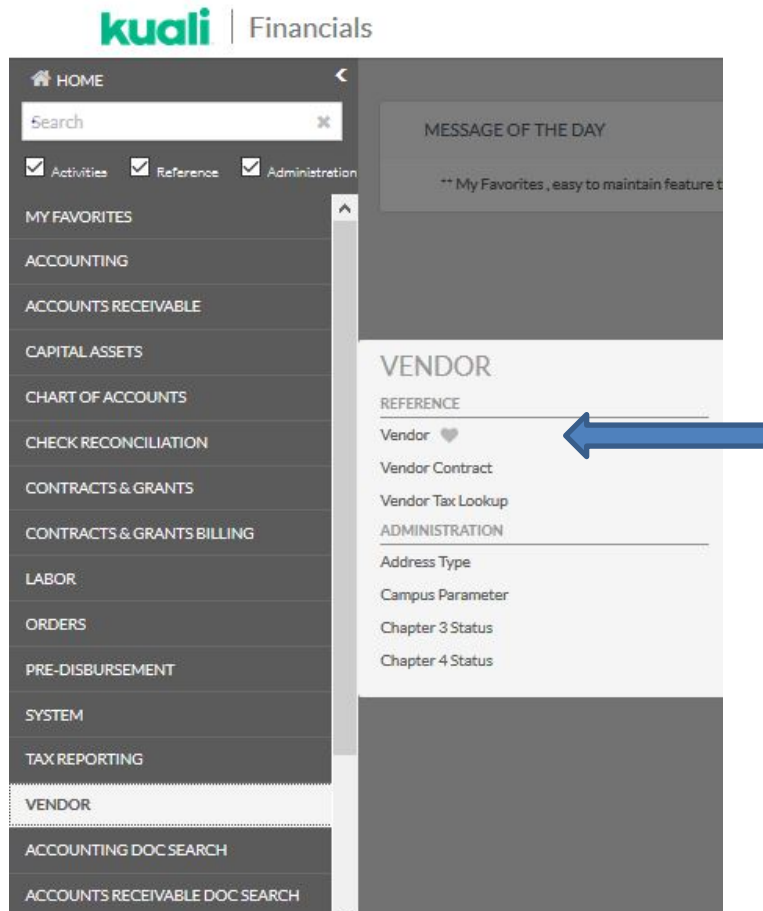 kuali Financials
HOME
Search
Activities Reference Administration
MY FAVORITES
ACCOUNTING
ACCOUNTS RECEIVABLE
CAPITAL ASSETS
CHART OF ACCOUNTS
CHECK RECONCILIATION
CONTRACTS & GRANTS
CONTRACTS & GRANTS BILLING
LABOR
ORDERS
PRE-DISBURSEMENT
SYSTEM
TAX REPORTING
VENDOR
ACCOUNTING DOC SEARCH
ACCOUNTS RECEIVABLE DOC SEARCH
MESSAGE OF THE DAY
** My Favorites , easy to maintain feature t
VENDOR
REFERENCE
Vendor
Vendor Contract
Vendor Tax Lookup
ADMINISTRATION
Address Type
Campus Parameter
Chapter 3 Status
Chapter 4 Status